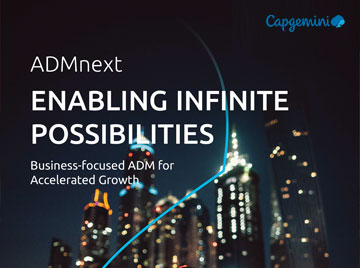 Capgemini
ADMnext
ENABLING INFINITE
POSSIBILITIES
Business-focused ADM for
Accelerated Growth